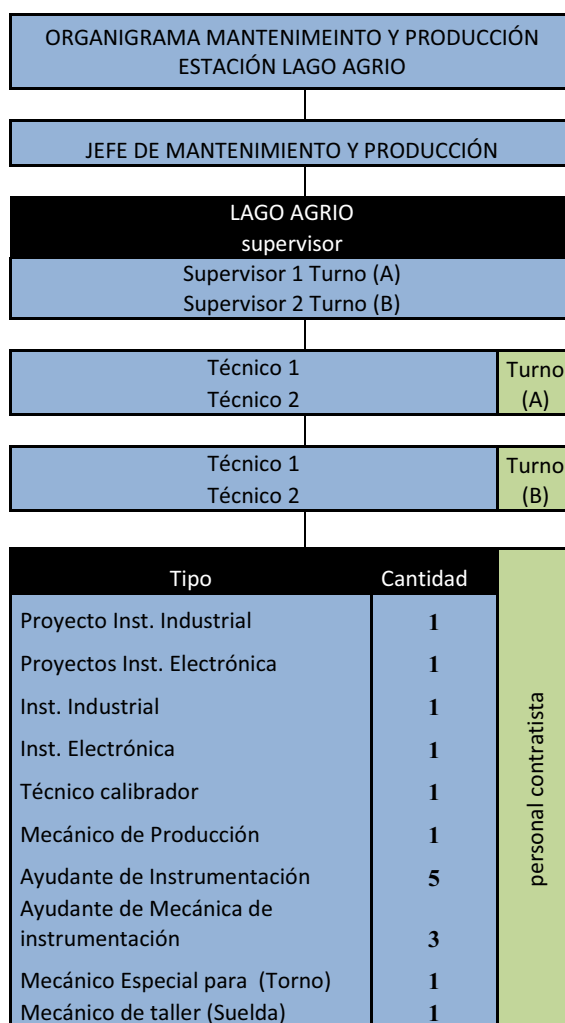 ORGANIGRAMA MANTENIMEINTO Y PRODUCCIÓN
ESTACIÓN LAGO AGRIO
JEFE DE MANTENIMIENTO Y PRODUCCIÓN
LAGO AGRIO
supervisor
Supervisor 1 Turno (A)
Supervisor 2 Turno (B)
Técnico 1 Turno
Técnico 2 (A)
Técnico 1 Turno
Técnico 2 (B)
Tipo Cantidad
Proyecto Inst. Industrial 1
Proyectos Inst. Electrónica 1
Inst. Industrial 1
Inst. Electrónica 1
Técnico calibrador 1
Mecánico de Producción 1
Ayudante de Instrumentación 5
Ayudante de Mecánica de
instrumentación 3
Mecánico Especial para (Torno) 1
Mecánico de taller (Suelda) 1
personal contratista